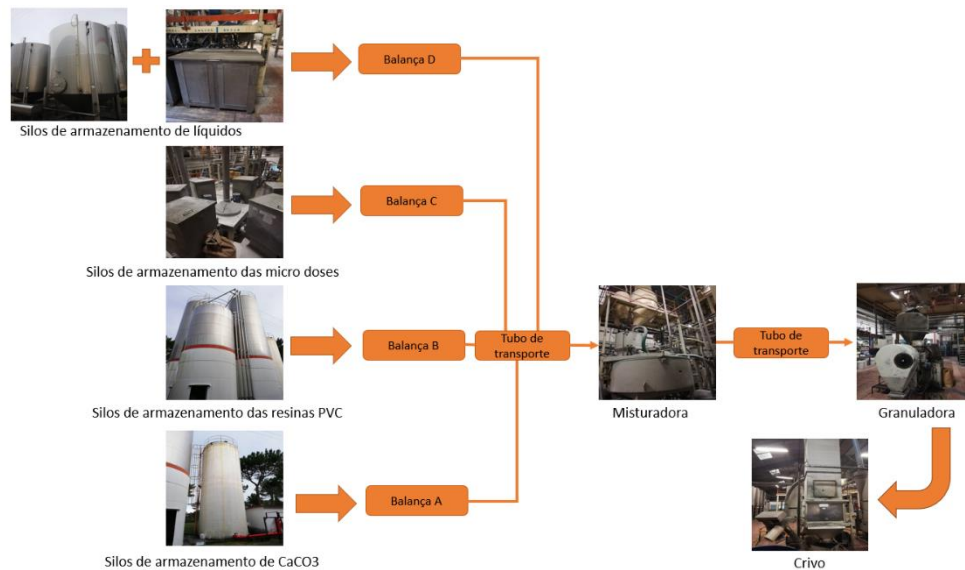 Balança D
Silos de armazenamento de líquidos
Balança C
Silos de armazenamento das micro doses
Balança B
Tubo de
transporte
Tubo de
transporte
Silos de armazenamento das resinas PVC
Misturadora
Granuladora
Balança A
Silos de armazenamento de CaCO3
Crivo